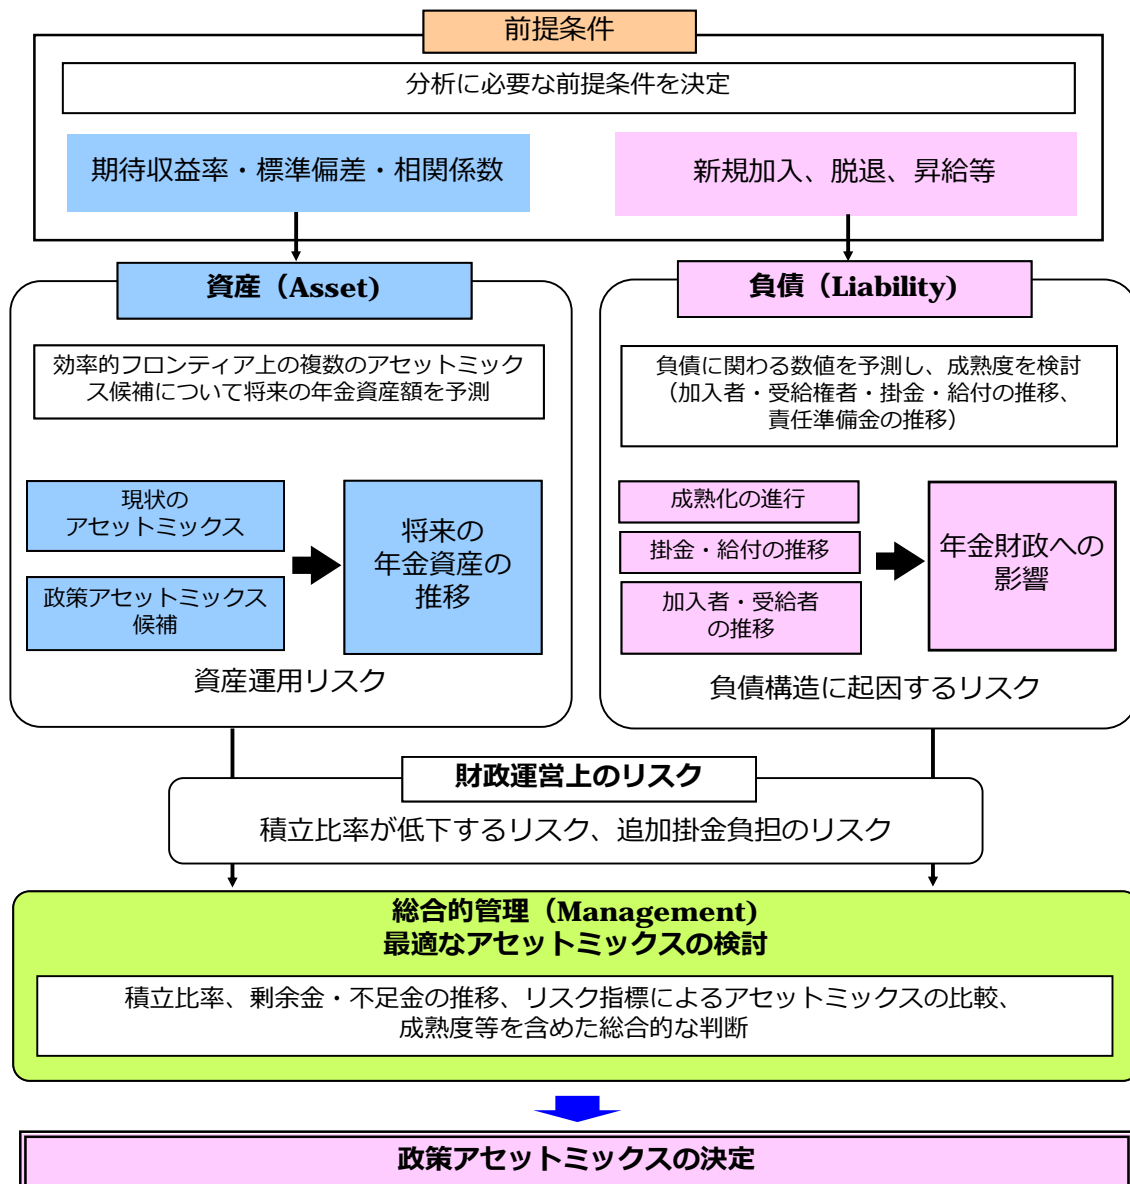 前提条件
分析に必要な前提条件を決定
期待収益率・標準偏差・相関係数
新規加入、脱退、昇給等
資産（Asset)
効率的フロンティア上の複数のアセットミック
ス候補について将来の年金資産額を予測
現状の
アセットミックス
政策アセットミックス
候補
将来の
年金資産の
推移
資産運用リスク
負債（Liability)
負債に関わる数値を予測し、成熟度を検討
（加入者・受給権者・掛金・給付の推移、
責任準備金の推移）
成熟化の進行
掛金・給付の推移
加入者・受給者
の推移
年金財政への
影響
負債構造に起因するリスク
財政運営上のリスク
積立比率が低下するリスク、追加掛金負担のリスク
総合的管理（Management)
最適なアセットミックスの検討
積立比率、剰余金・不足金の推移、リスク指標によるアセットミックスの比較、
成熟度等を含めた総合的な判断
政策アセットミックスの決定